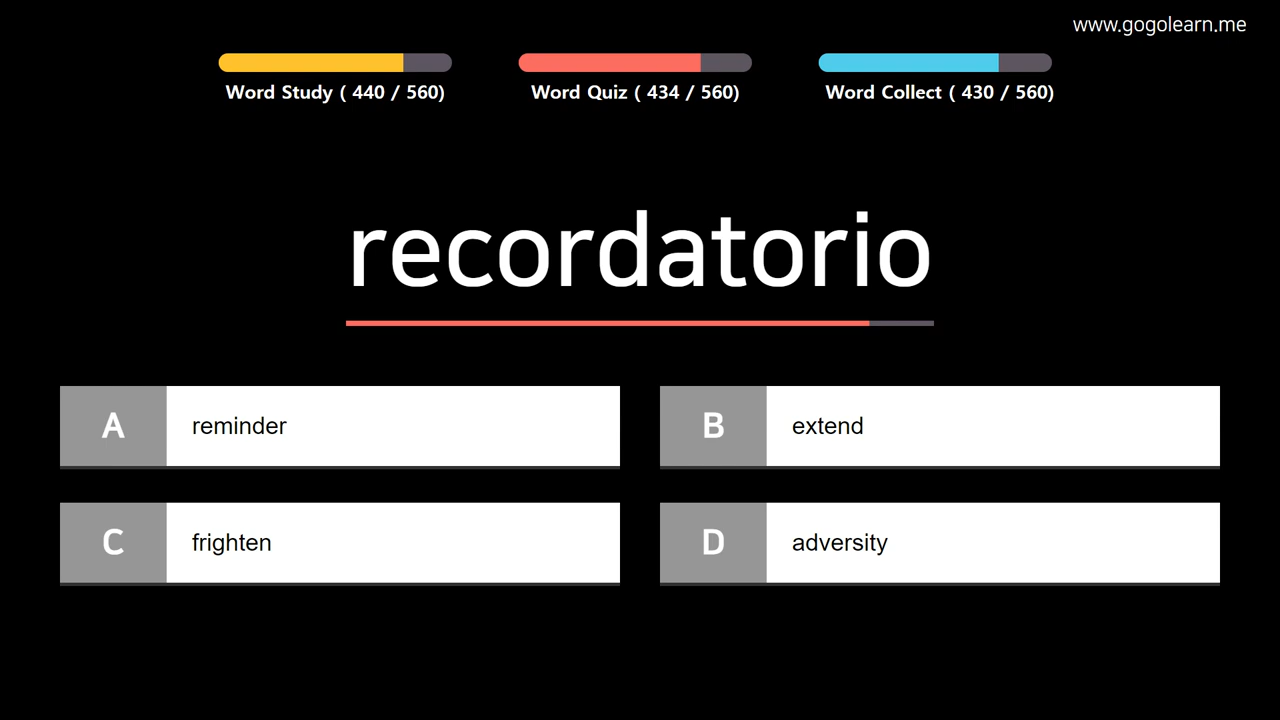 www.gogolearn.me
Word Study ( 440 / 560)
Word Quiz ( 434 / 560)
Word Collect ( 430 / 560)
recordatorio
A reminder
B extend
C frighten
D adversity